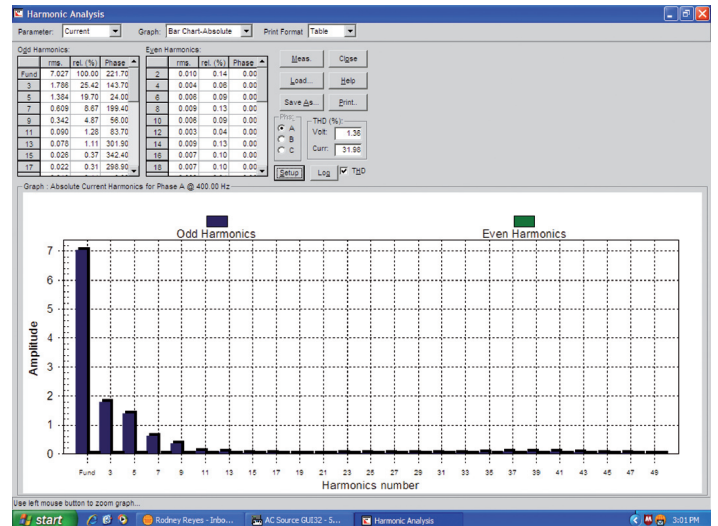 Harmonic Analysis
Parameter: Current Graph: Bar Chart-Absolute Print Format Table
Odd Harmonics:
rms. rel. (%) Phase
Fund 7.027 100.00 221.70
3 1.786 25.42 143.70
5 1.384 19.70 24.00
7 0.609 8.67 199.40
9 0.342 4.87 56.00
11 0.090 1.28 83.70
13 0.078 1.11 301.90
15 0.026 0.37 342.40
17 0.022 0.31 298.90
Even Harmonics:
rms. rel. (%) Phase
2 0.010 0.14 0.00
4 0.004 0.06 0.00
6 0.006 0.09 0.00
8 0.009 0.13 0.00
10 0.006 0.09 0.00
12 0.003 0.04 0.00
14 0.009 0.13 0.00
16 0.007 0.10 0.00
18 0.007 0.10 0.00
Meas. Close
Load... Help
Save As... Print..
A
B
C
THD (%):
Volt: 1.36
Curr: 31.98
Setup Log THD
Graph : Absolute Current Harmonics for Phase A @ 400.00 Hz
Odd Harmonics Even Harmonics
Amplitude
7
6
5
4
3
2
1
0
Fund 3 5 7 9 11 13 15 17 19 21 23 25 27 29 31 33 35 37 39 41 43 45 47 49
Harmonics number
Use left mouse button to zoom graph...
start Rodney Reyes - Inbo... AC Source GUI32 - S... Harmonic Analysis 3:01 PM